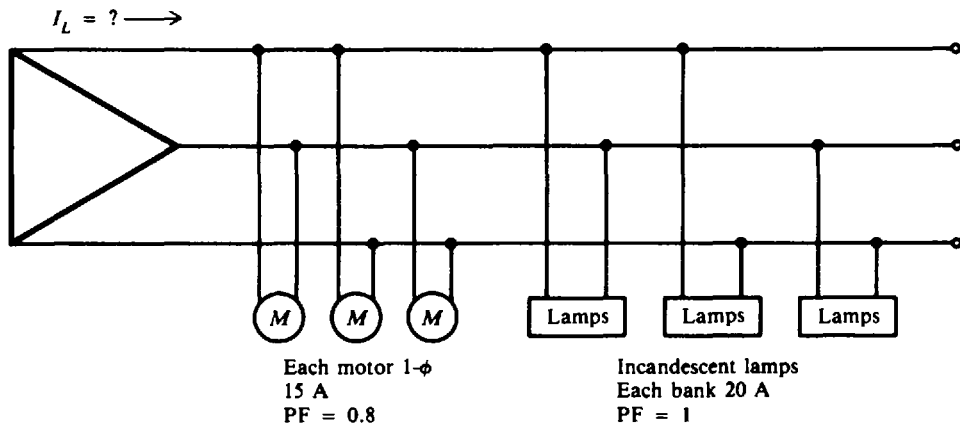 I_L = ?
M M M Lamps Lamps Lamps
Each motor 1-ϕ
15 A
PF = 0.8
Incandescent lamps
Each bank 20 A
PF = 1